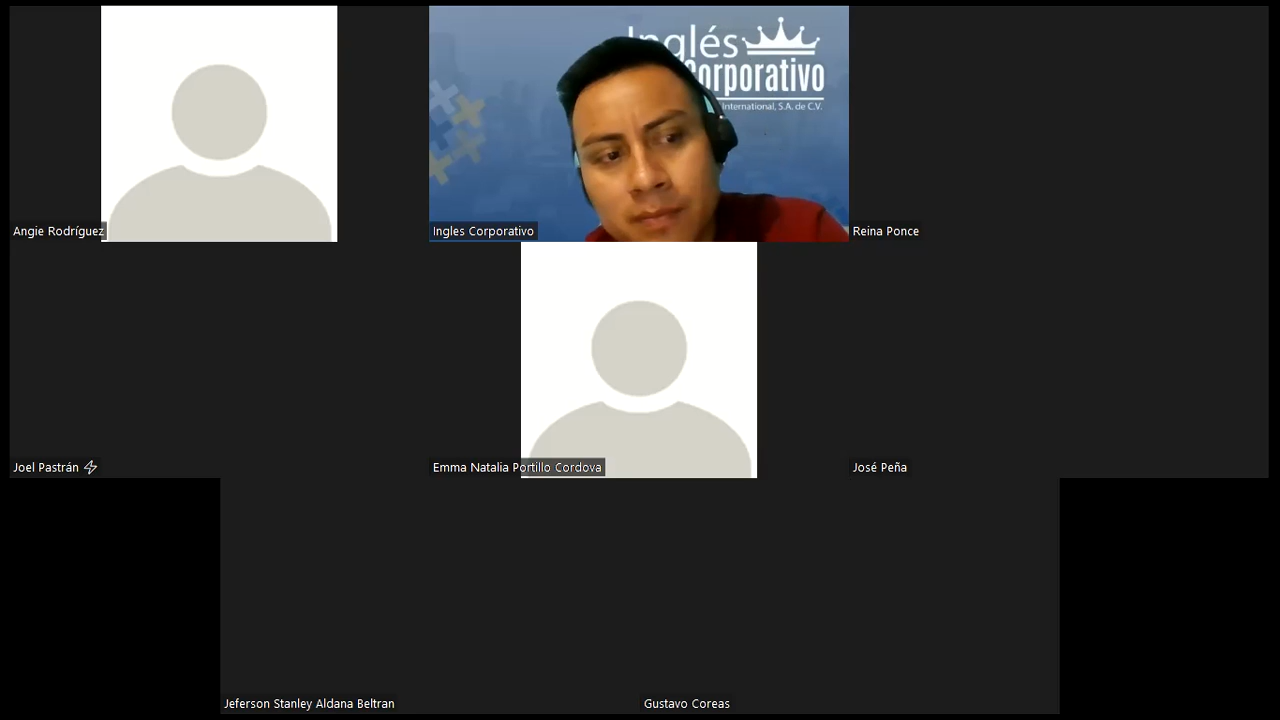 Inglés
Corporativo
International, S.A. de C.V.
Angie Rodríguez
Ingles Corporativo
Reina Ponce
Joel Pastrán
Emma Natalia Portillo Cordova
José Peña
Jeferson Stanley Aldana Beltran
Gustavo Coreas